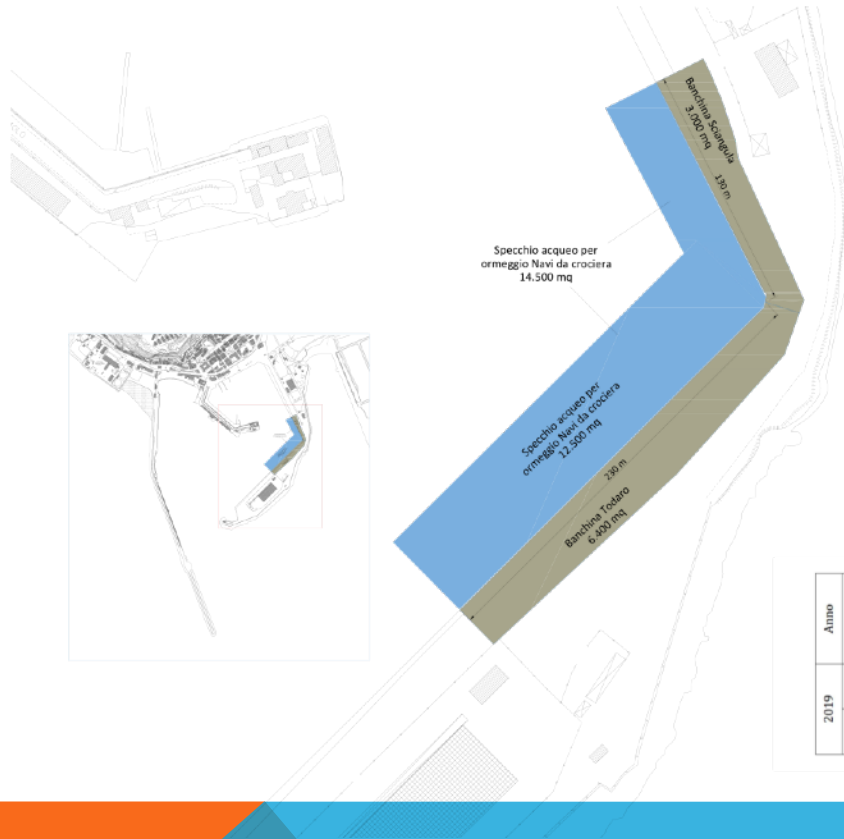 Banchina Sciangula
3.000 mq
130 m
Specchio acqueo per
ormeggio Navi da crociera
14.500 mq
Specchio acqueo per
ormeggio Navi da crociera
12.500 mq
230 m
Banchina Todaro
6.400 mq
Anno
2019